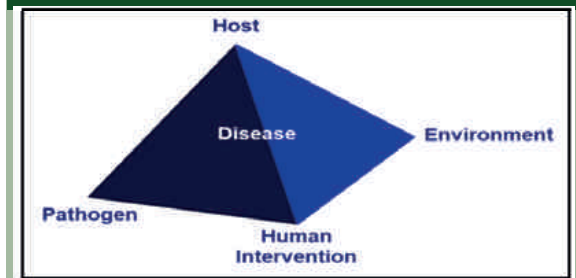 Host
Disease
Environment
Pathogen
Human
Intervention